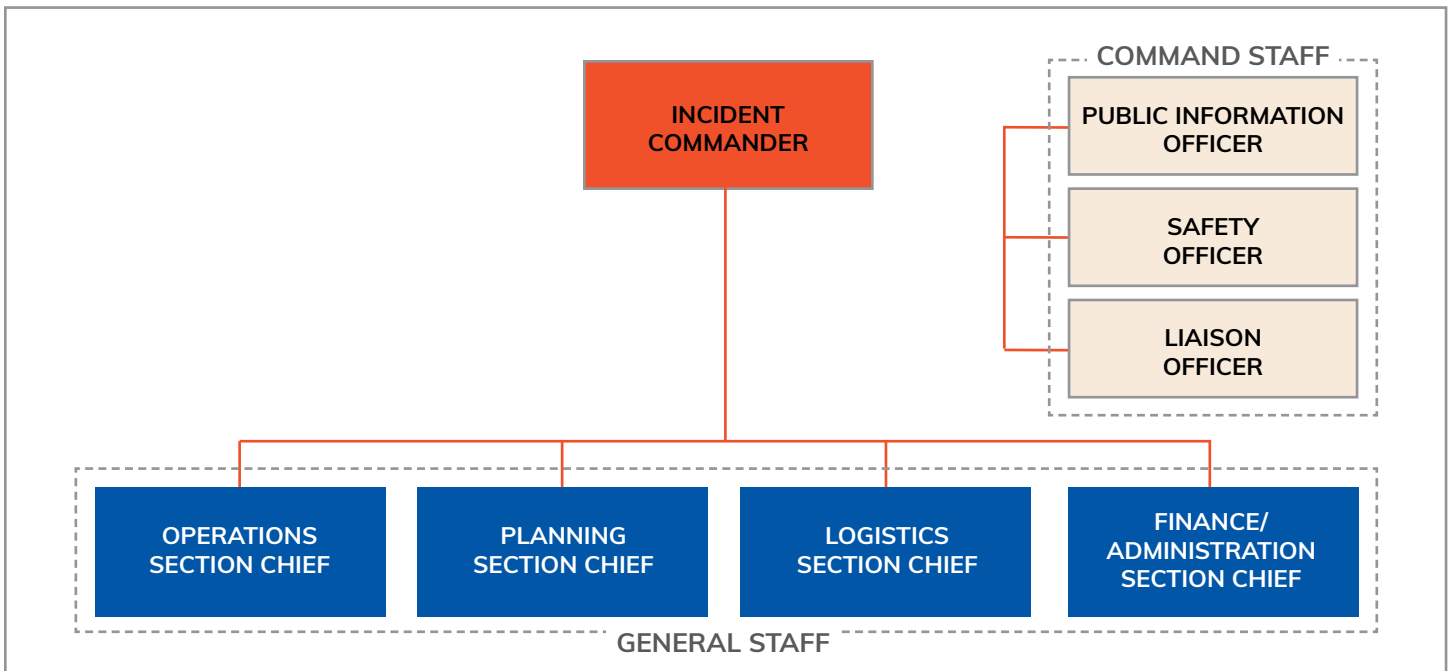 COMMAND STAFF
INCIDENT
COMMANDER
PUBLIC INFORMATION
OFFICER
SAFETY
OFFICER
LIAISON
OFFICER
OPERATIONS
SECTION CHIEF
PLANNING
SECTION CHIEF
LOGISTICS
SECTION CHIEF
FINANCE/
ADMINISTRATION
SECTION CHIEF
GENERAL STAFF